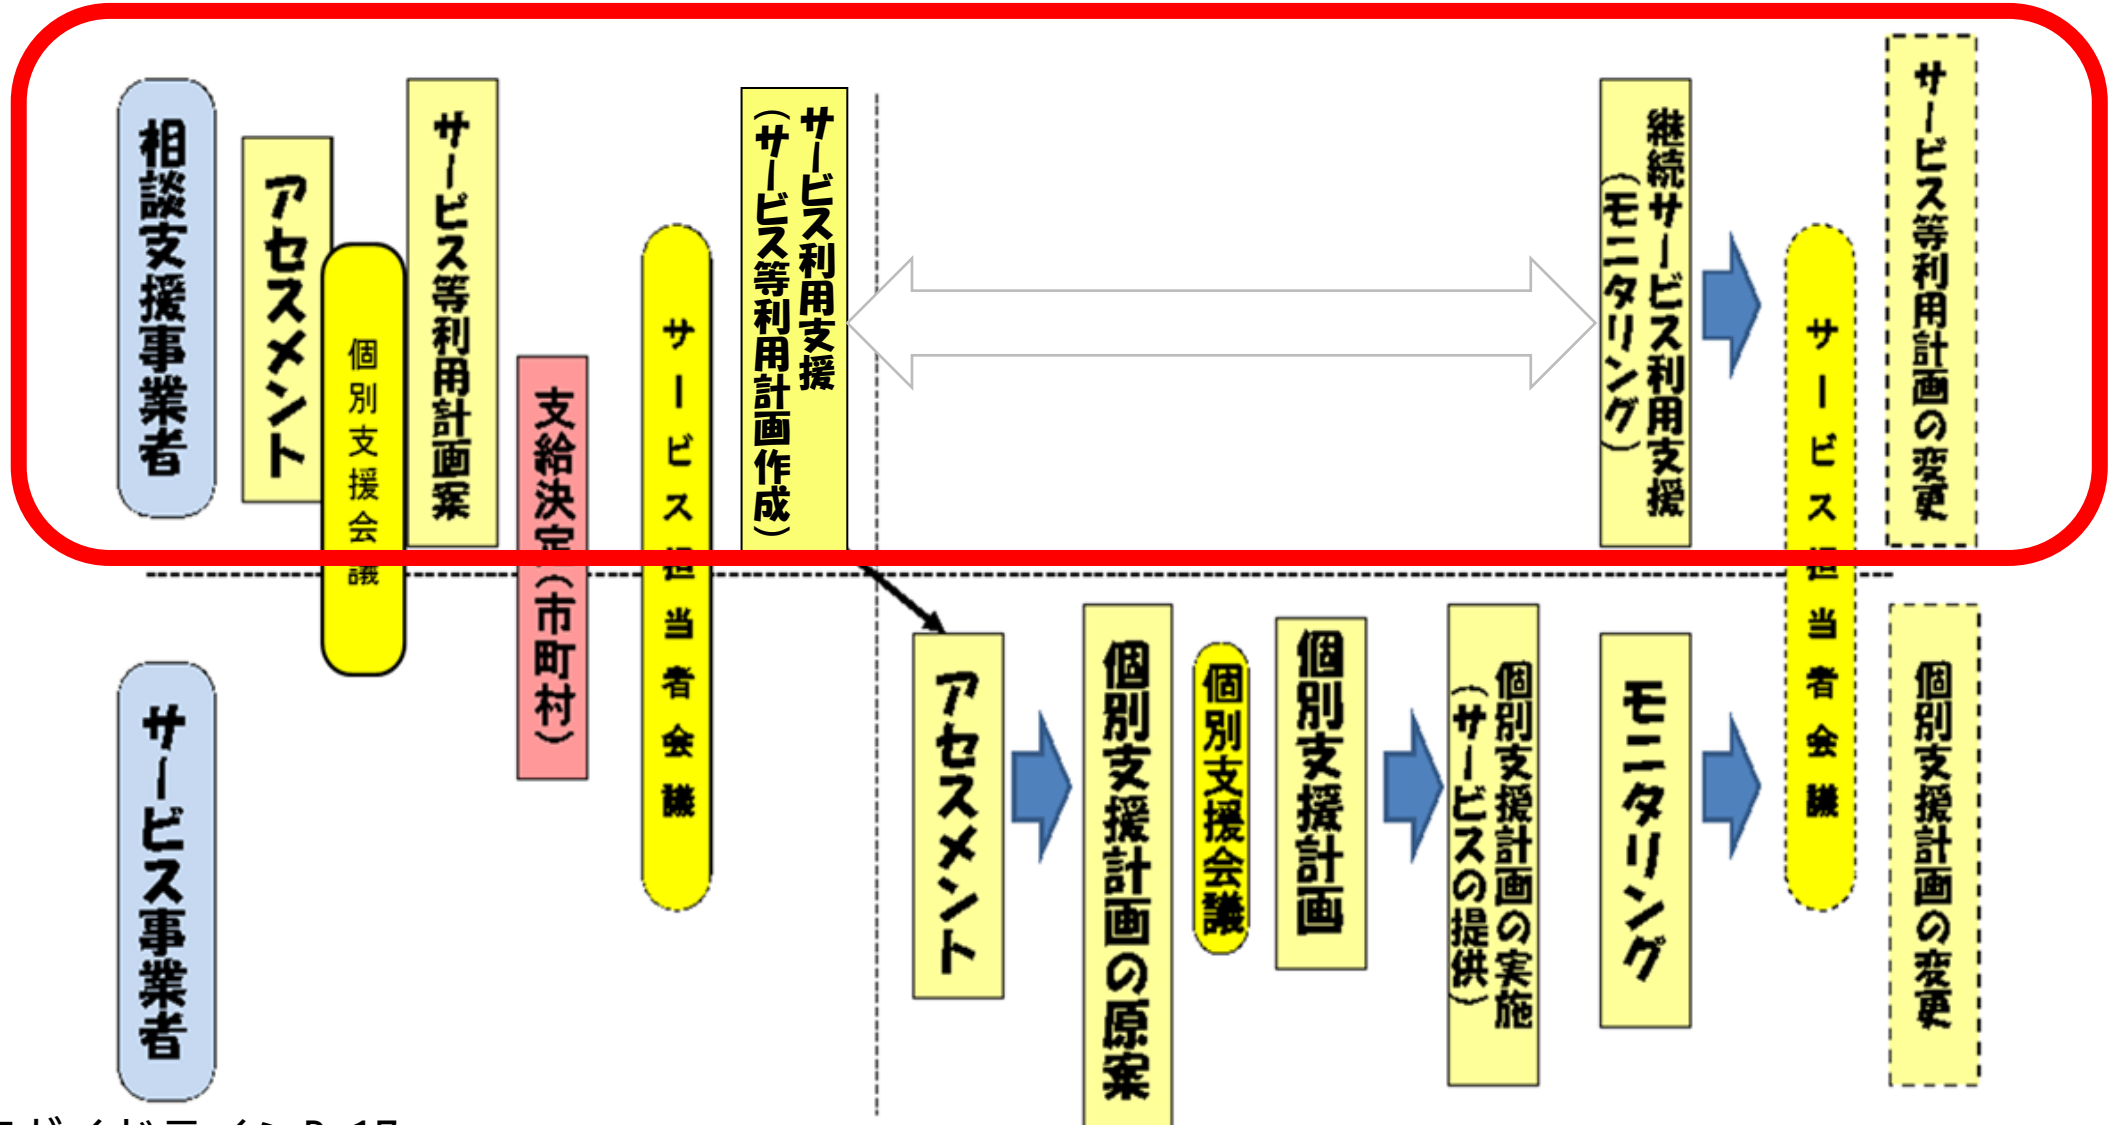 相談支援事業者
アセスメント
個別支援会議
サービス等利用計画案
支給決定(市町村)
サービス担当者会議
サービス利用支援
(サービス等利用計画作成)
継続サービス利用支援
(モニタリング)
サービス担当者会議
サービス等利用計画の変更
サービス事業者
アセスメント
個別支援計画の原案
個別支援会議
個別支援計画
個別支援計画の実施
(サービスの提供)
モニタリング
個別支援計画の変更
ガイドライン P.17